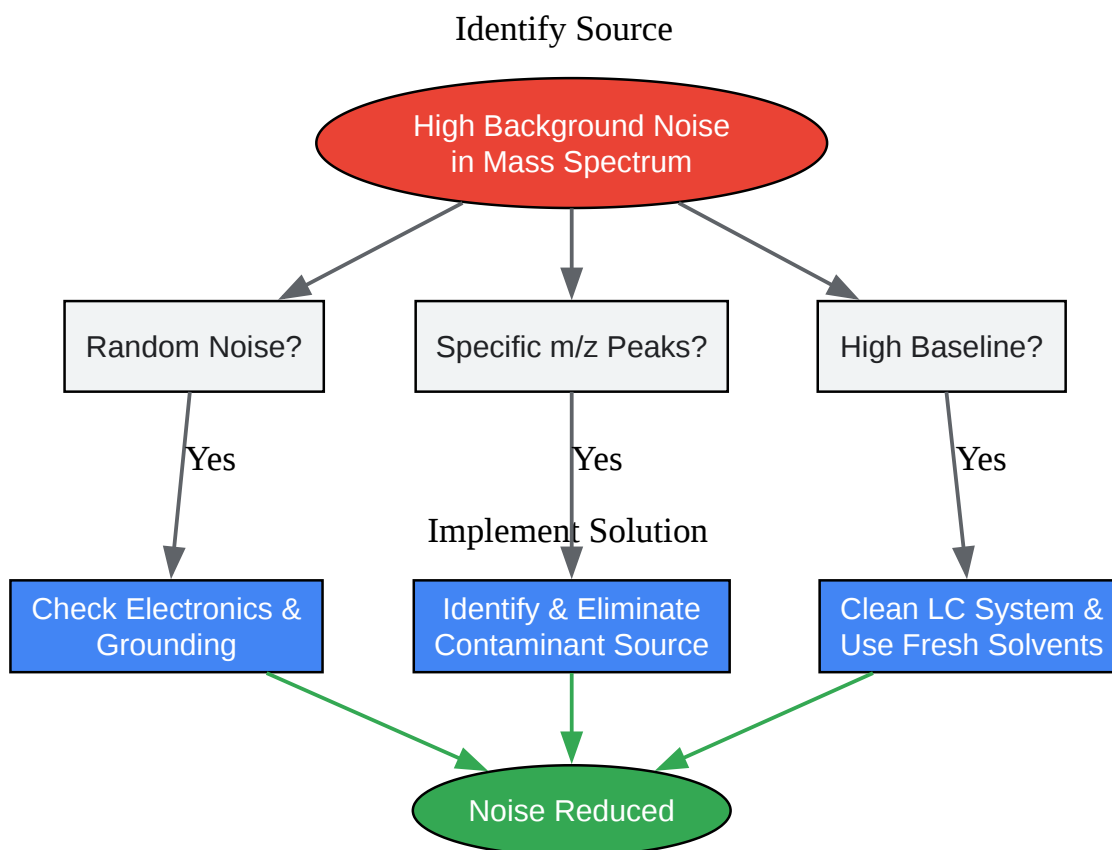 Identify Source
High Background Noise
in Mass Spectrum
Random Noise?
Specific m/z Peaks?
High Baseline?
Yes
Yes
Yes
Implement Solution
Check Electronics &
Grounding
Identify & Eliminate
Contaminant Source
Clean LC System &
Use Fresh Solvents
Noise Reduced